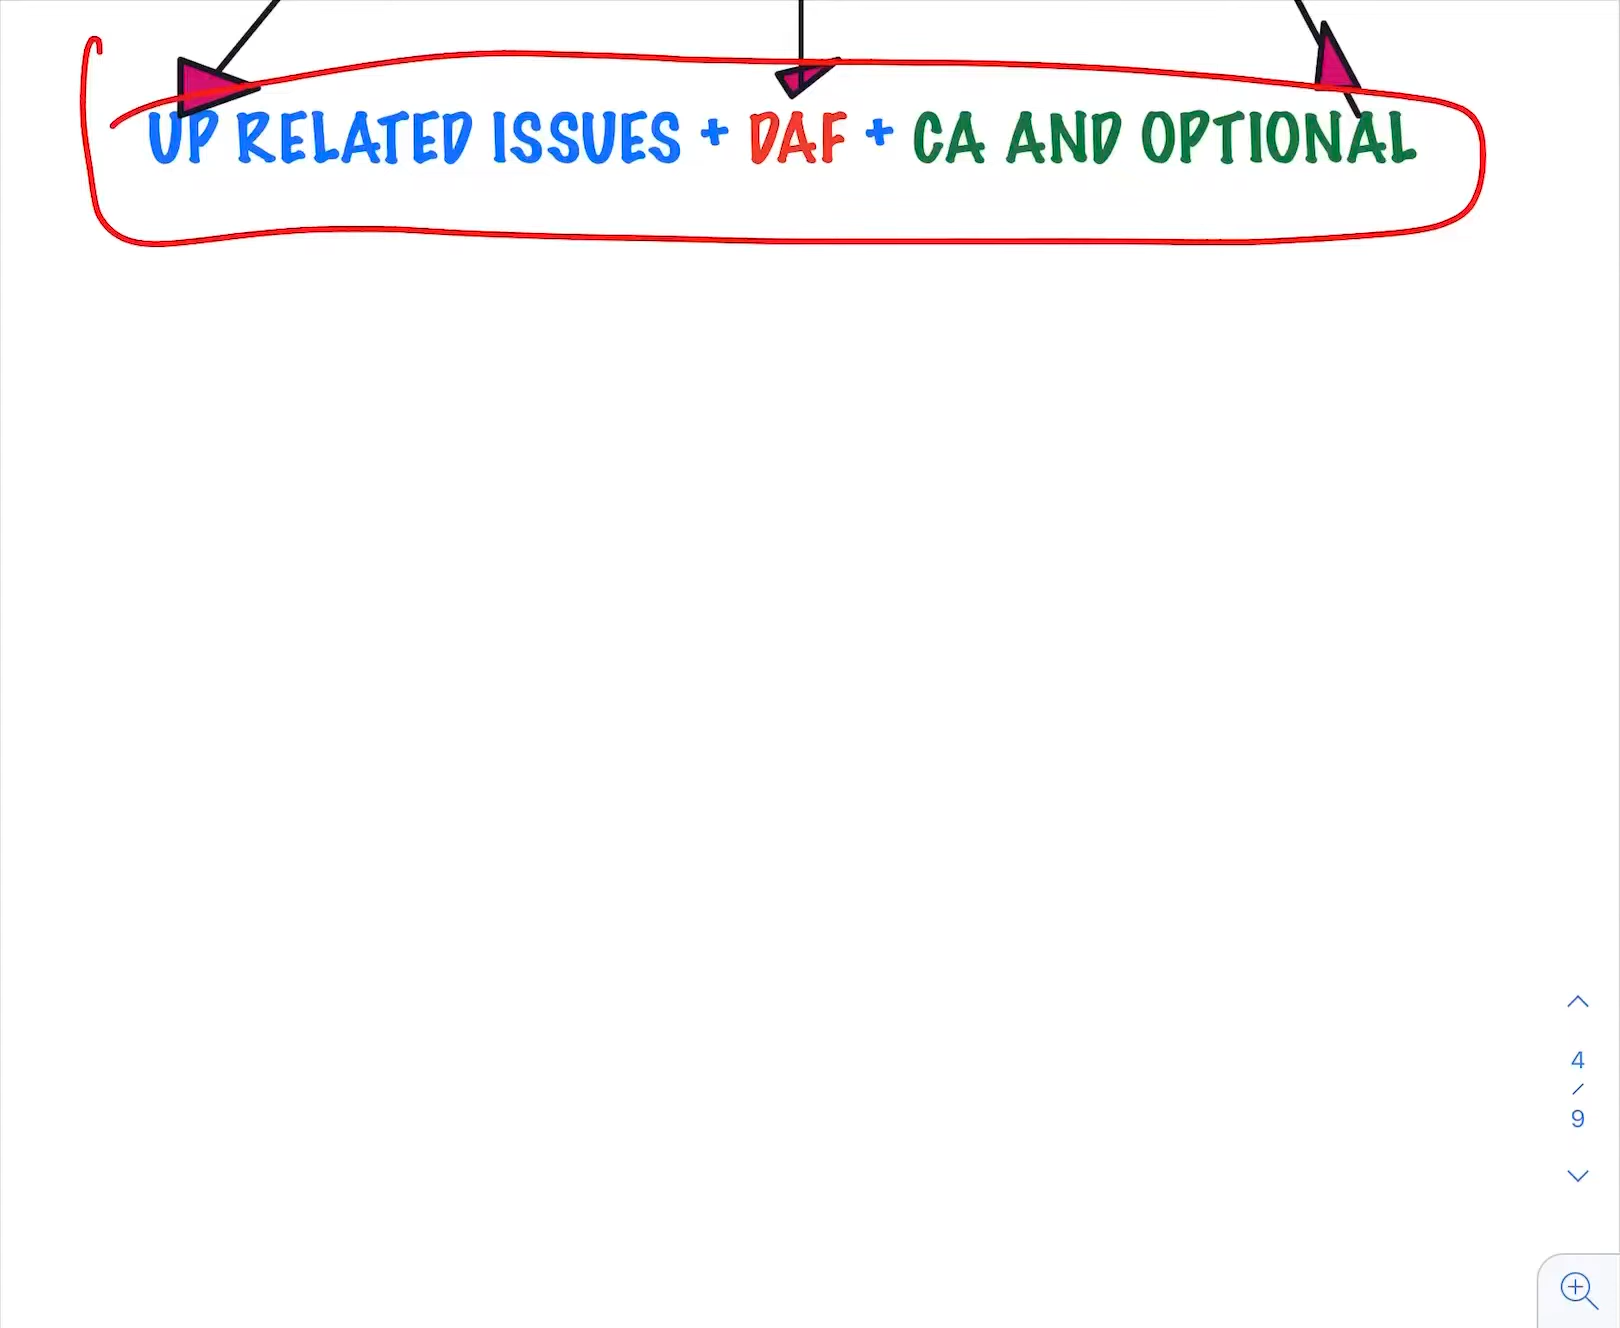 UP RELATED ISSUES + DAF + CA AND OPTIONAL
4
/
9